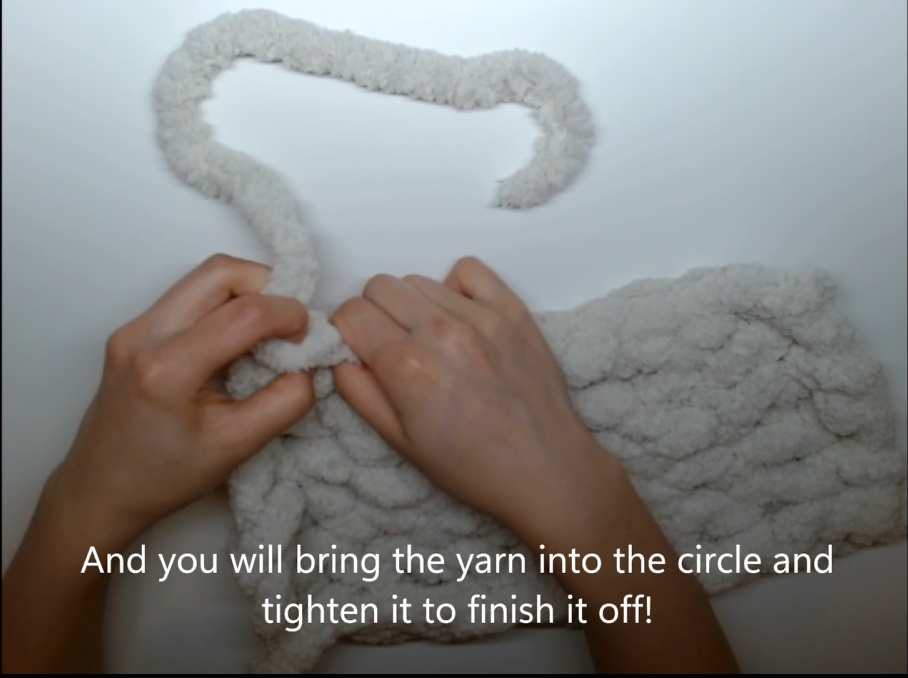 And you will bring the yarn into the circle and
tighten it to finish it off!